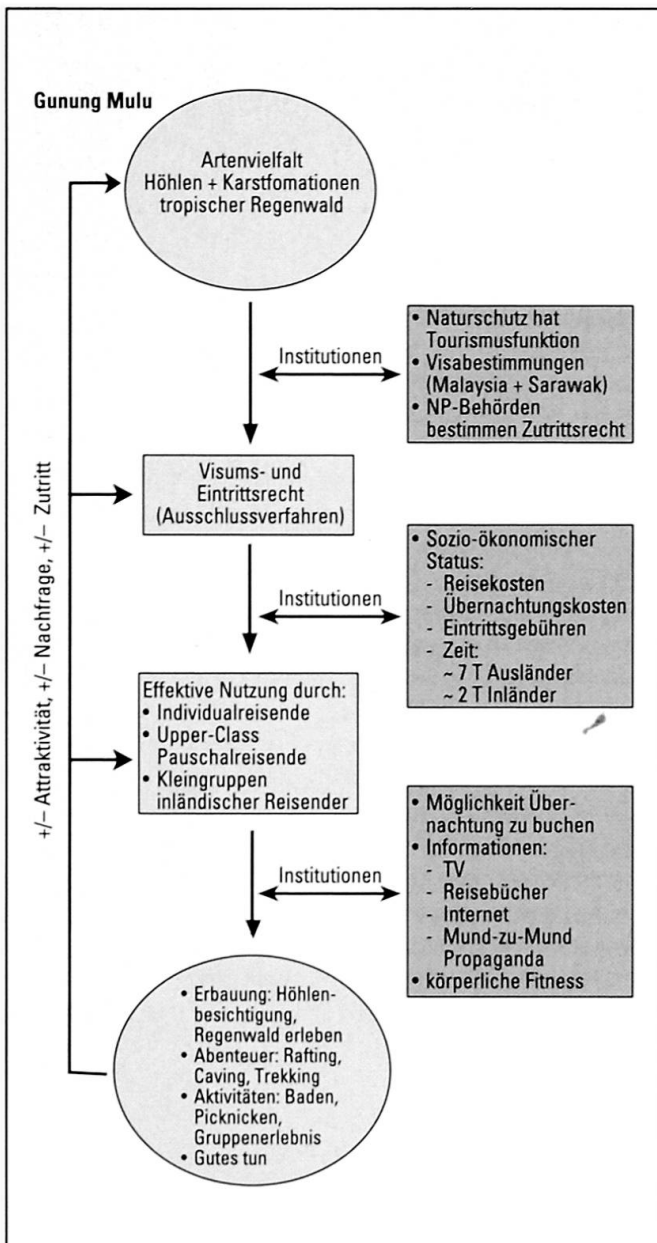 Gunung Mulu
Artenvielfalt
Höhlen + Karstfomationen
tropischer Regenwald
Institutionen
• Naturschutz hat
Tourismusfunktion
• Visabestimmungen
(Malaysia + Sarawak)
• NP-Behörden
bestimmen Zutrittsrecht
Visums- und
Eintrittsrecht
(Ausschlussverfahren)
Institutionen
• Sozio-ökonomischer
Status:
- Reisekosten
- Übernachtungskosten
- Eintrittsgebühren
- Zeit:
~ 7 T Ausländer
~ 2 T Inländer
Effektive Nutzung durch:
• Individualreisende
• Upper-Class
Pauschalreisende
• Kleingruppen
inländischer Reisender
Institutionen
• Möglichkeit Über-
nachtung zu buchen
• Informationen:
- TV
- Reisebücher
- Internet
- Mund-zu-Mund
Propaganda
• körperliche Fitness
• Erbauung: Höhlen-
besichtigung,
Regenwald erleben
• Abenteuer: Rafting,
Caving, Trekking
• Aktivitäten: Baden,
Picknicken,
Gruppenerlebnis
• Gutes tun
+/– Attraktivität, +/– Nachfrage, +/– Zutritt